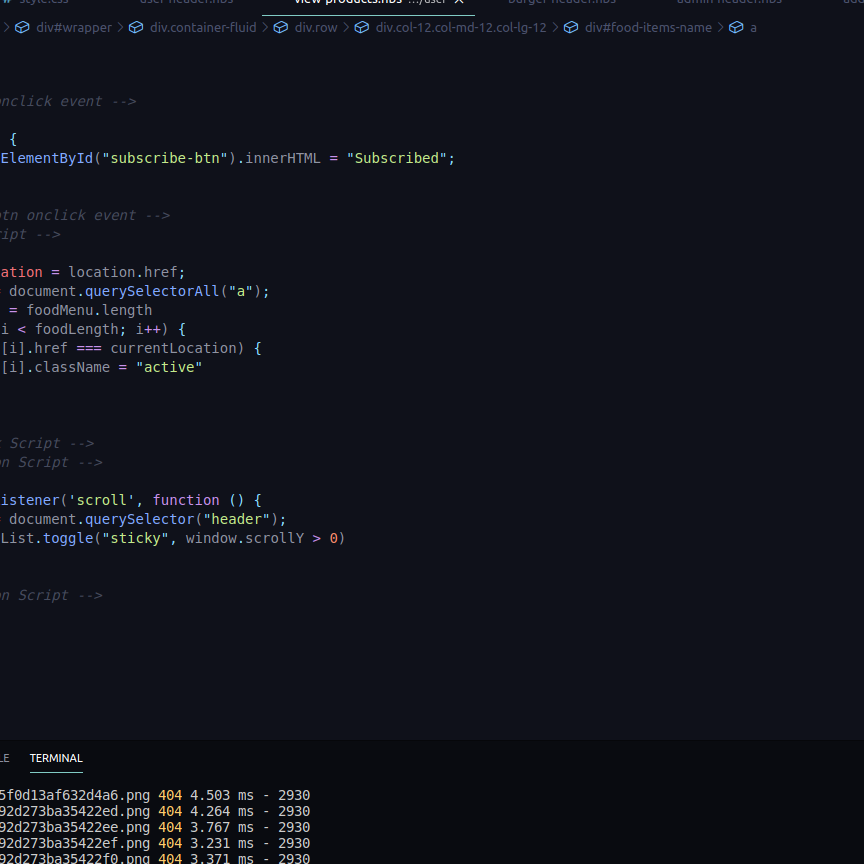 style.css user-header.hbs view-products.hbs .../user burger-header.hbs admin-header.hbs
div#wrapper > div.container-fluid > div.row > div.col-12.col-md-12.col-lg-12 > div#food-items-name > a
onclick event -->
{
ElementById("subscribe-btn").innerHTML = "Subscribed";
btn onclick event -->
ript -->
ation = location.href;
= document.querySelectorAll("a");
= foodMenu.length
i < foodLength; i++) {
[i].href === currentLocation) {
[i].className = "active"
Script -->
on Script -->
istener('scroll', function () {
= document.querySelector("header");
List.toggle("sticky", window.scrollY > 0)
on Script -->
LE TERMINAL
5f0d13af632d4a6.png 404 4.503 ms - 2930
92d273ba35422ed.png 404 4.264 ms - 2930
92d273ba35422ee.png 404 3.767 ms - 2930
92d273ba35422ef.png 404 3.231 ms - 2930
92d273ba35422f0.png 404 3.371 ms - 2930